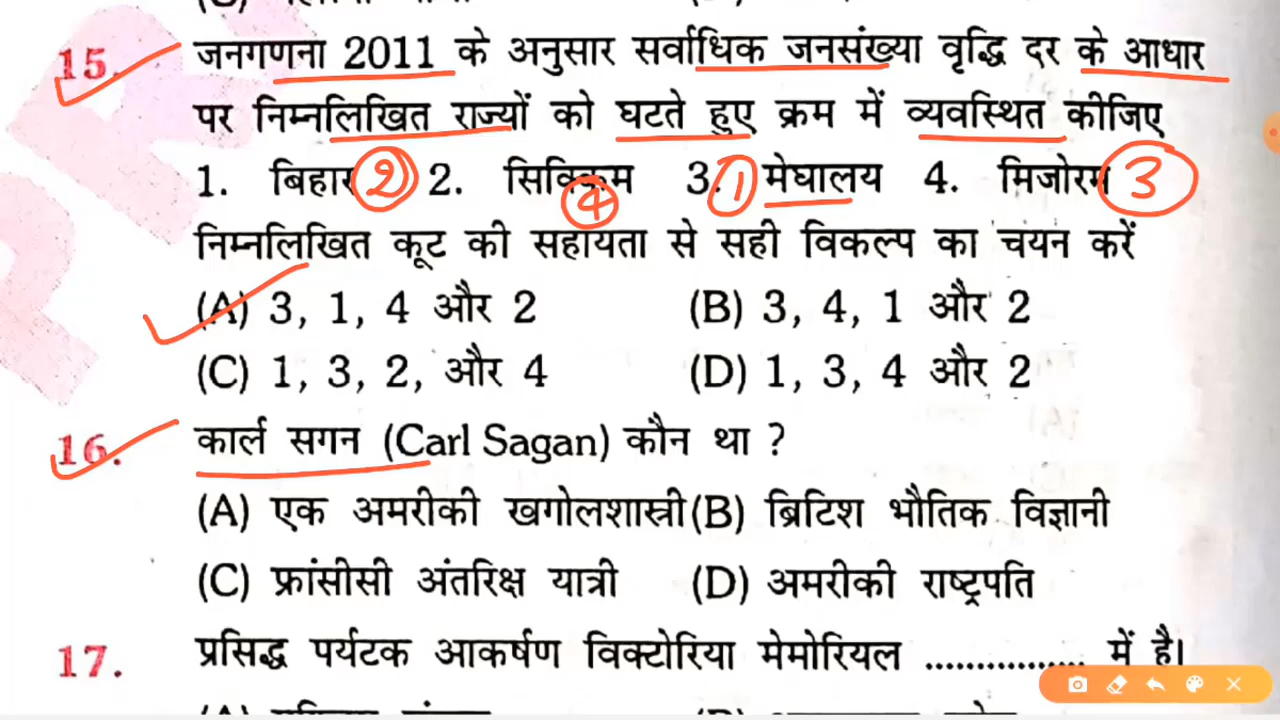 15. जनगणना 2011 के अनुसार सर्वाधिक जनसंख्या वृद्धि दर के आधार
पर निम्नलिखित राज्यों को घटते हुए क्रम में व्यवस्थित कीजिए
1. बिहार 2 2. सिक्किम 4 3. 1 मेघालय 4. मिजोरम 3
निम्नलिखित कूट की सहायता से सही विकल्प का चयन करें
(A) 3, 1, 4 और 2 (B) 3, 4, 1 और 2
(C) 1, 3, 2, और 4 (D) 1, 3, 4 और 2
16. कार्ल सगन (Carl Sagan) कौन था ?
(A) एक अमरीकी खगोलशास्त्री (B) ब्रिटिश भौतिक विज्ञानी
(C) फ्रांसीसी अंतरिक्ष यात्री (D) अमरीकी राष्ट्रपति
17. प्रसिद्ध पर्यटक आकर्षण विक्टोरिया मेमोरियल ................ में है।